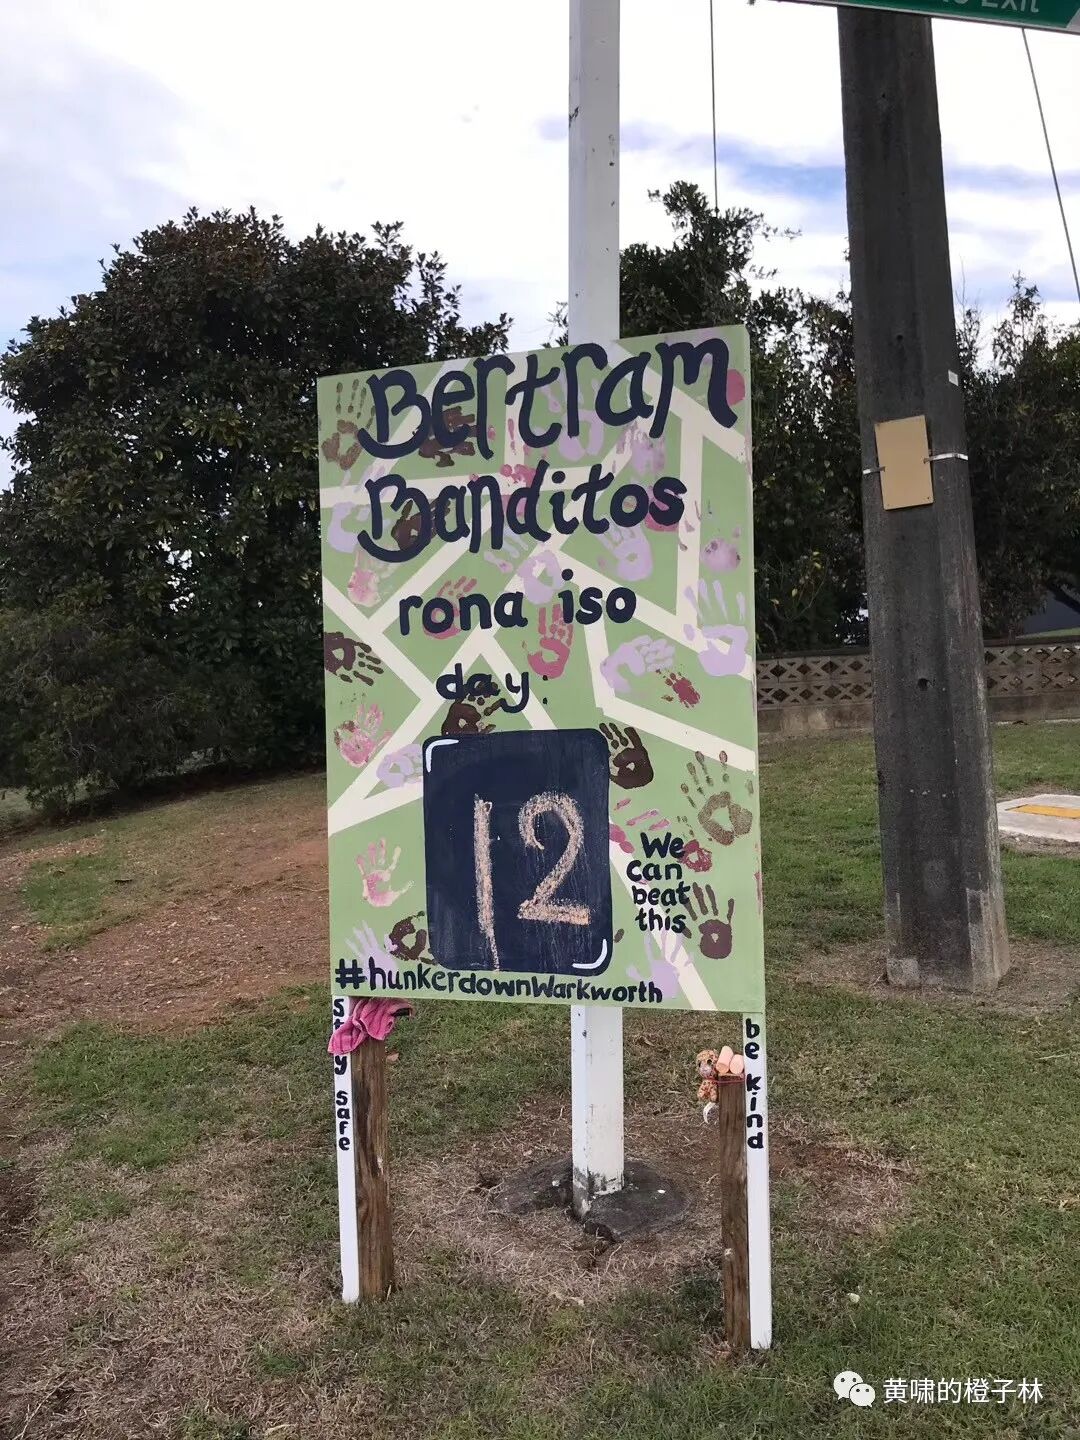 Exit
Bertram
Banditos
rona iso
day:
12
We
can
beat
this
#hunkerdownWarkworth
stay safe
be kind
黄啸的橙子林